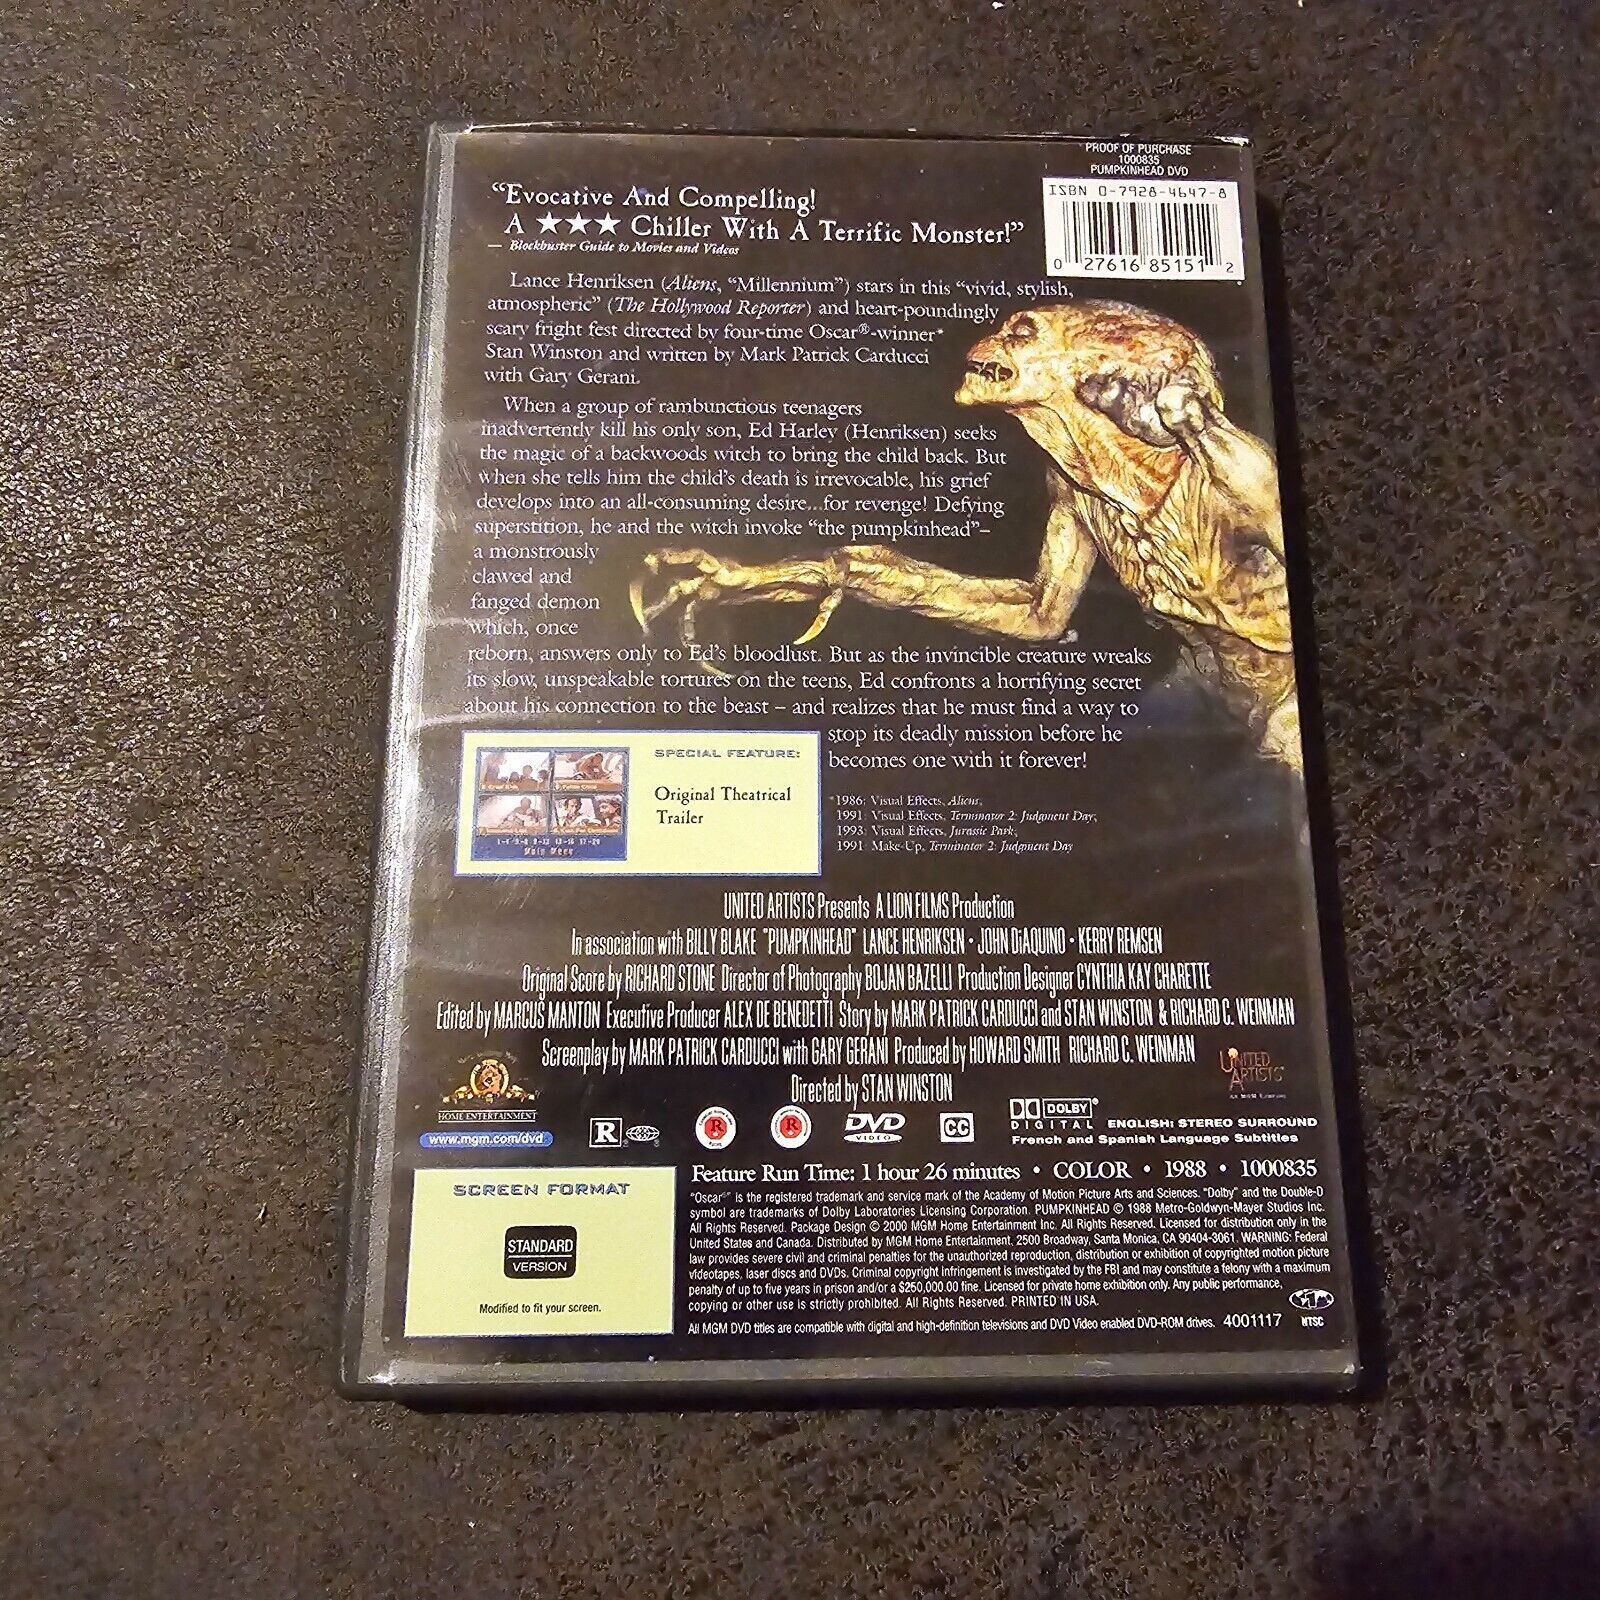 PROOF OF PURCHASE
1000835
PUMPKINHEAD DVD
ISBN 0-7928-4647-8
0 27616 85151 2
"Evocative And Compelling!
A ★★★ Chiller With A Terrific Monster!"
— Blockbuster Guide to Movies and Videos
Lance Henriksen (Aliens, "Millennium") stars in this "vivid, stylish,
atmospheric" (The Hollywood Reporter) and heart-poundingly
scary fright fest directed by four-time Oscar®-winner*
Stan Winston and written by Mark Patrick Carducci
with Gary Gerani.
When a group of rambunctious teenagers
inadvertently kill his only son, Ed Harley (Henriksen) seeks
the magic of a backwoods witch to bring the child back. But
when she tells him the child's death is irrevocable, his grief
develops into an all-consuming desire...for revenge! Defying
superstition, he and the witch invoke "the pumpkinhead"–
a monstrously
clawed and
fanged demon
which, once
reborn, answers only to Ed's bloodlust. But as the invincible creature wreaks
its slow, unspeakable tortures on the teens, Ed confronts a horrifying secret
about his connection to the beast – and realizes that he must find a way to
stop its deadly mission before he
becomes one with it forever!
SPECIAL FEATURE:
Original Theatrical
Trailer
Main Menu
*1986: Visual Effects, Aliens;
1991: Visual Effects, Terminator 2: Judgment Day;
1993: Visual Effects, Jurassic Park;
1991: Make-Up, Terminator 2: Judgment Day
UNITED ARTISTS Presents A LION FILMS Production
In association with BILLY BLAKE "PUMPKINHEAD" LANCE HENRIKSEN • JOHN DiAQUINO • KERRY REMSEN
Original Score by RICHARD STONE Director of Photography BOJAN BAZELLI Production Designer CYNTHIA KAY CHARETTE
Edited by MARCUS MANTON Executive Producer ALEX DE BENEDETTI Story by MARK PATRICK CARDUCCI and STAN WINSTON & RICHARD C. WEINMAN
Screenplay by MARK PATRICK CARDUCCI with GARY GERANI Produced by HOWARD SMITH RICHARD C. WEINMAN
Directed by STAN WINSTON
HOME ENTERTAINMENT
www.mgm.com/dvd
UNITED ARTISTS
R
R
R
DVD VIDEO
CC
DOLBY DIGITAL
ENGLISH: STEREO SURROUND
French and Spanish Language Subtitles
Feature Run Time: 1 hour 26 minutes • COLOR • 1988 • 1000835
SCREEN FORMAT
STANDARD
VERSION
Modified to fit your screen.
"Oscar®" is the registered trademark and service mark of the Academy of Motion Picture Arts and Sciences. "Dolby" and the Double-D
symbol are trademarks of Dolby Laboratories Licensing Corporation. PUMPKINHEAD © 1988 Metro-Goldwyn-Mayer Studios Inc.
All Rights Reserved. Package Design © 2000 MGM Home Entertainment Inc. All Rights Reserved. Licensed for distribution only in the
United States and Canada. Distributed by MGM Home Entertainment, 2500 Broadway, Santa Monica, CA 90404-3061. WARNING: Federal
law provides severe civil and criminal penalties for the unauthorized reproduction, distribution or exhibition of copyrighted motion picture
videotapes, laser discs and DVDs. Criminal copyright infringement is investigated by the FBI and may constitute a felony with a maximum
penalty of up to five years in prison and/or a $250,000.00 fine. Licensed for private home exhibition only. Any public performance,
copying or other use is strictly prohibited. All Rights Reserved. PRINTED IN USA.
All MGM DVD titles are compatible with digital and high-definition televisions and DVD Video enabled DVD-ROM drives. 4001117
NTSC